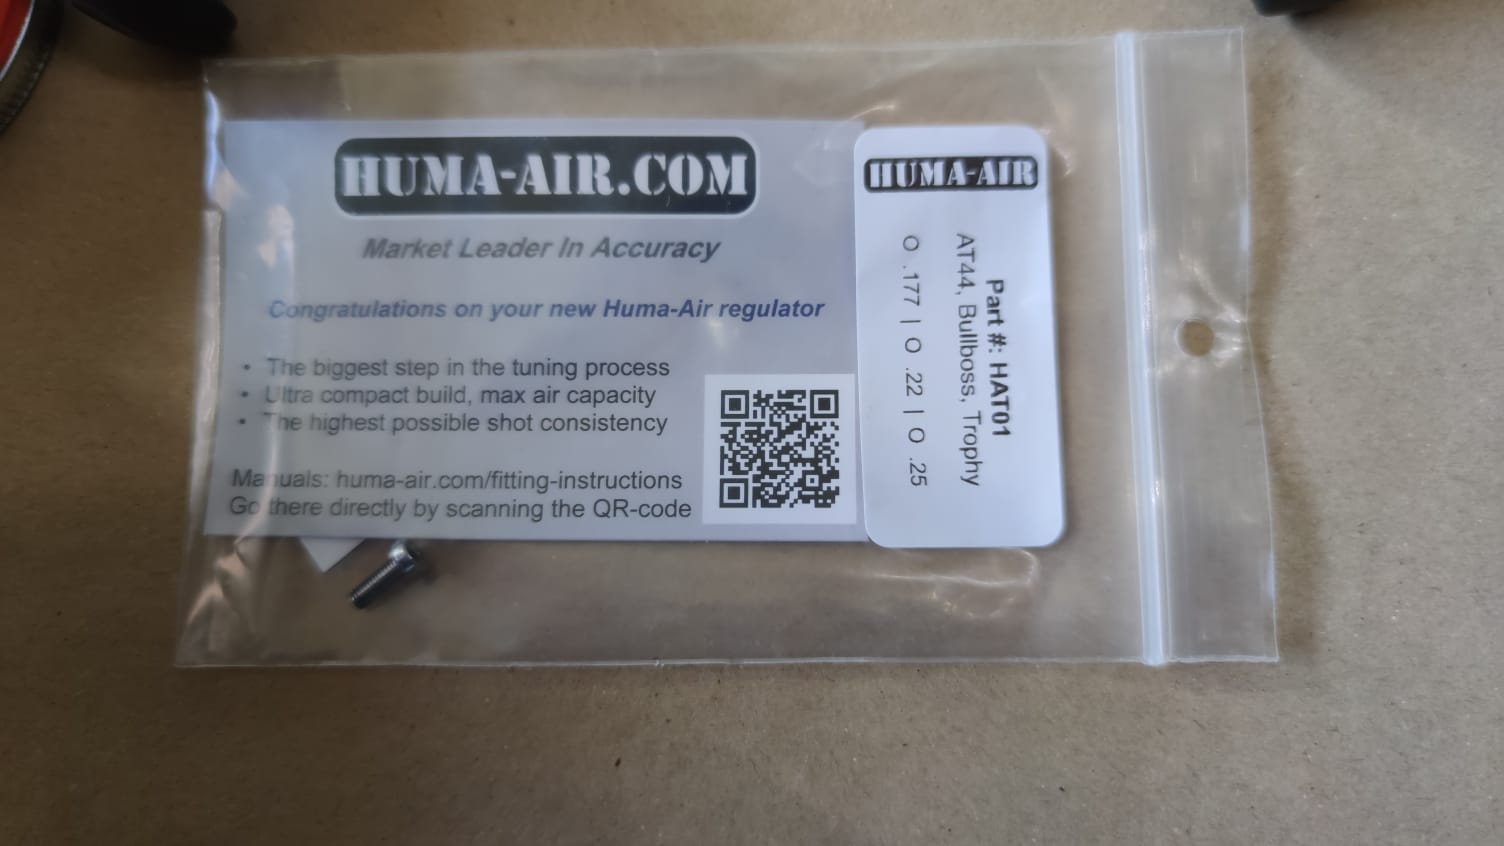 HUMA-AIR.COM
Market Leader In Accuracy
Congratulations on your new Huma-Air regulator
• The biggest step in the tuning process
• Ultra compact build, max air capacity
• The highest possible shot consistency
Manuals: huma-air.com/fitting-instructions
Go there directly by scanning the QR-code
HUMA-AIR
Part #: HAT01
AT44, Bullboss, Trophy
O .177 | O .22 | O .25